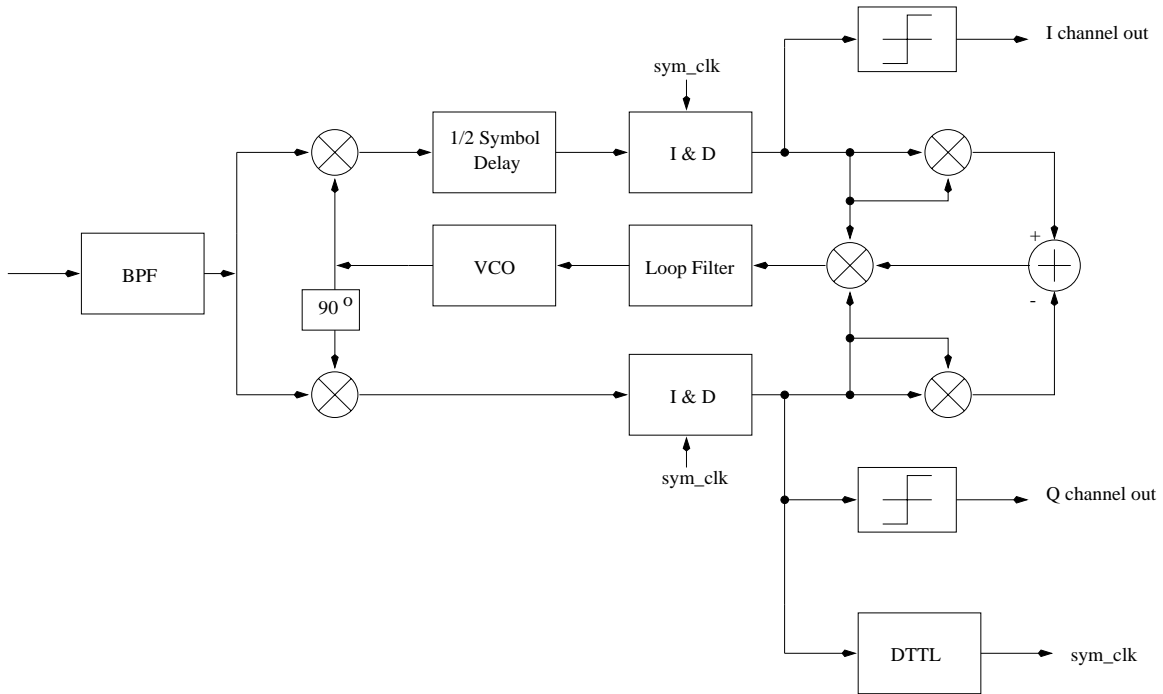 I channel out
sym_clk
1/2 Symbol
Delay
I & D
BPF
VCO
Loop Filter
+
-
90 o
I & D
sym_clk
Q channel out
DTTL
sym_clk